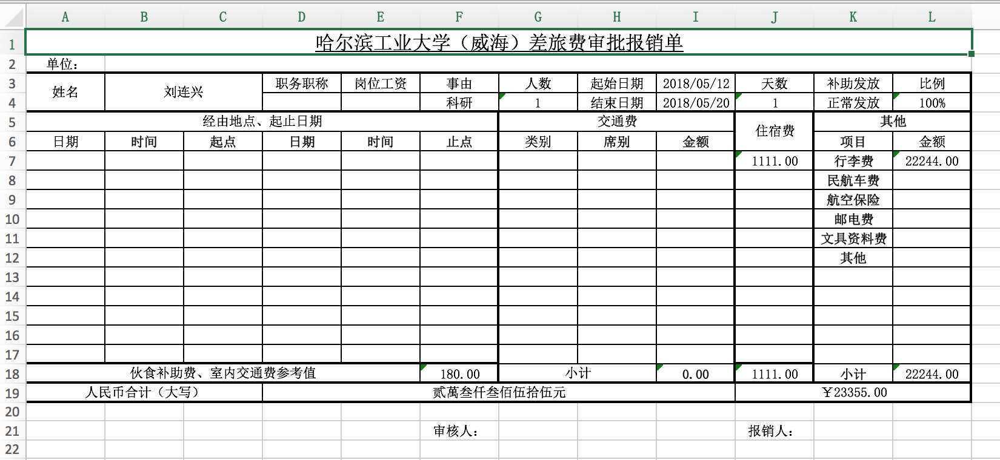 A B C D E F G H I J K L
1 哈尔滨工业大学（威海）差旅费审批报销单
2 单位：
3 姓名 刘连兴 职务职称 岗位工资 事由 人数 起始日期 2018/05/12 天数 补助发放 比例
4 科研 1 结束日期 2018/05/20 1 正常发放 100%
5 经由地点、起止日期 交通费 住宿费 其他
6 日期 时间 起点 日期 时间 止点 类别 席别 金额 项目 金额
7 1111.00 行李费 22244.00
8 民航车费
9 航空保险
10 邮电费
11 文具资料费
12 其他
13
14
15
16
17
18 伙食补助费、室内交通费参考值 180.00 小计 0.00 1111.00 小计 22244.00
19 人民币合计（大写） 贰萬叁仟叁佰伍拾伍元 ￥23355.00
20
21 审核人： 报销人：
22